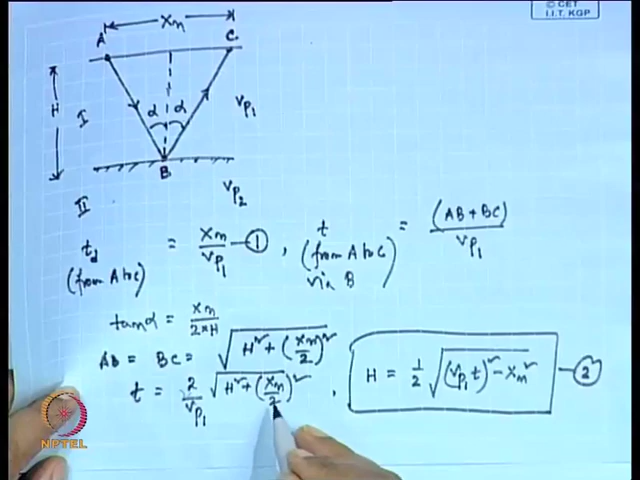 © CET
I.I.T. KGP
Xm
A C
H
I
α α
Vp1
B
II
Vp2
td = Xm/Vp1 — ①, t = (AB + BC)/Vp1
(from A to C) (from A to C)
via B
tanα = Xm/2*H
AB = BC = √H² + (Xm/2)²
t = 2/Vp1 √H² + (Xm/2)², H = 1/2 √(Vp1 t)² - Xm² — ②
NPTEL